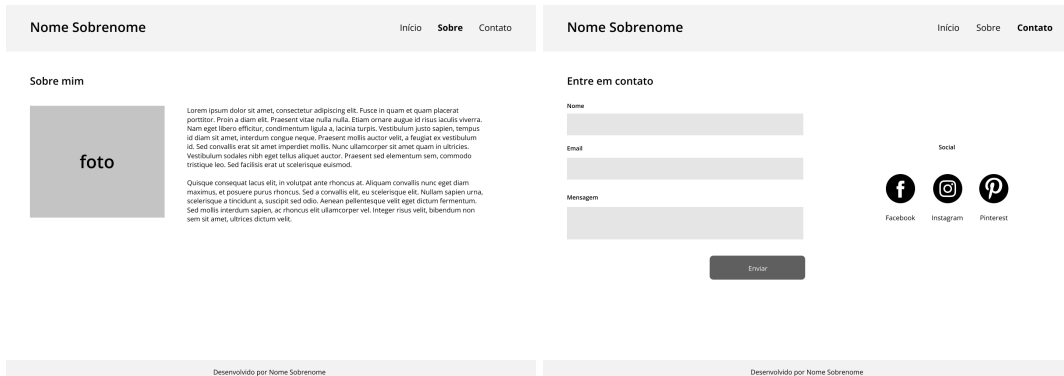 Nome Sobrenome
Início Sobre Contato
Sobre mim
foto
Lorem ipsum dolor sit amet, consectetur adipiscing elit. Fusce in quam et quam placerat
porttitor. Proin a diam elit. Praesent vitae nulla nulla. Etiam ornare augue id risus iaculis viverra.
Nam eget libero efficitur, condimentum ligula a, lacinia turpis. Vestibulum justo sapien, tempus
id diam sit amet, interdum congue neque. Praesent mollis auctor velit, a feugiat ex vestibulum
id. Sed convallis erat sit amet imperdiet mollis. Nunc ullamcorper sit amet quam in ultricies.
Vestibulum sodales nibh eget tellus aliquet auctor. Praesent sed elementum sem, commodo
tristique leo. Sed facilisis erat ut scelerisque euismod.
Quisque consequat lacus elit, in volutpat ante rhoncus at. Aliquam convallis nunc eget diam
maximus, et posuere purus rhoncus. Sed a convallis elit, eu scelerisque elit. Nullam sapien urna,
scelerisque a tincidunt a, suscipit sed odio. Aenean pellentesque velit eget dictum fermentum.
Sed mollis interdum sapien, ac rhoncus elit ullamcorper vel. Integer risus velit, bibendum non
sem sit amet, ultrices dictum velit.
Desenvolvido por Nome Sobrenome
Nome Sobrenome
Início Sobre Contato
Entre em contato
Nome
Email
Mensagem
Enviar
Social
Facebook Instagram Pinterest
Desenvolvido por Nome Sobrenome